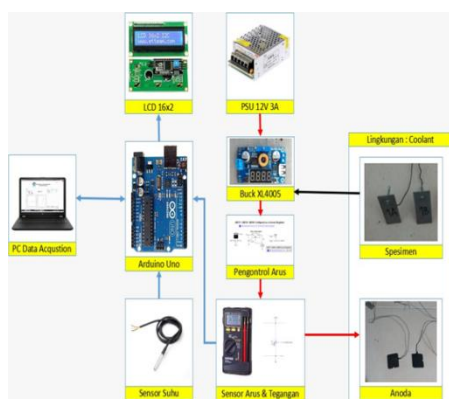 LCD 16x2
PSU 12V 3A
Lingkungan : Coolant
Buck XL4005
Spesimen
PC Data Acqustion
Arduino Uno
Pengontrol Arus
Sensor Suhu
Sensor Arus & Tegangan
Anoda